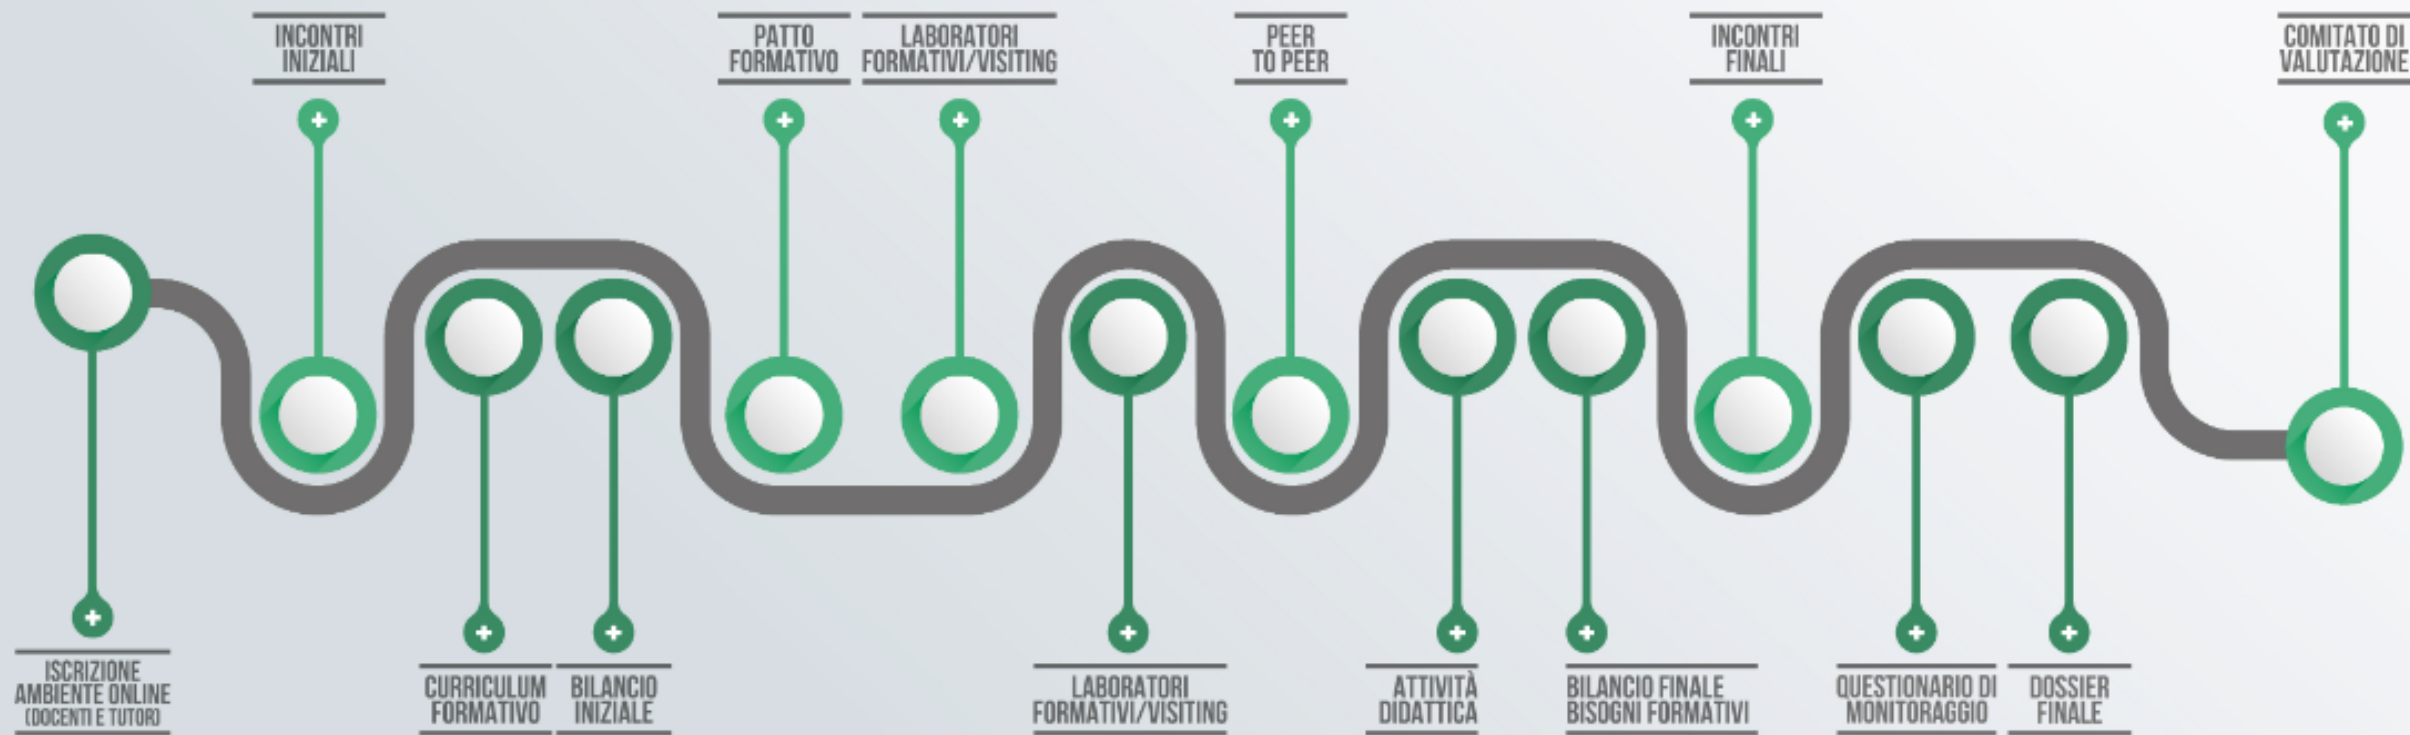 INCONTRI
INIZIALI
PATTO
FORMATIVO
LABORATORI
FORMATIVI/VISITING
PEER
TO PEER
INCONTRI
FINALI
COMITATO DI
VALUTAZIONE
ISCRIZIONE
AMBIENTE ONLINE
(DOCENTI E TUTOR)
CURRICULUM
FORMATIVO
BILANCIO
INIZIALE
LABORATORI
FORMATIVI/VISITING
ATTIVITÀ
DIDATTICA
BILANCIO FINALE
BISOGNI FORMATIVI
QUESTIONARIO DI
MONITORAGGIO
DOSSIER
FINALE